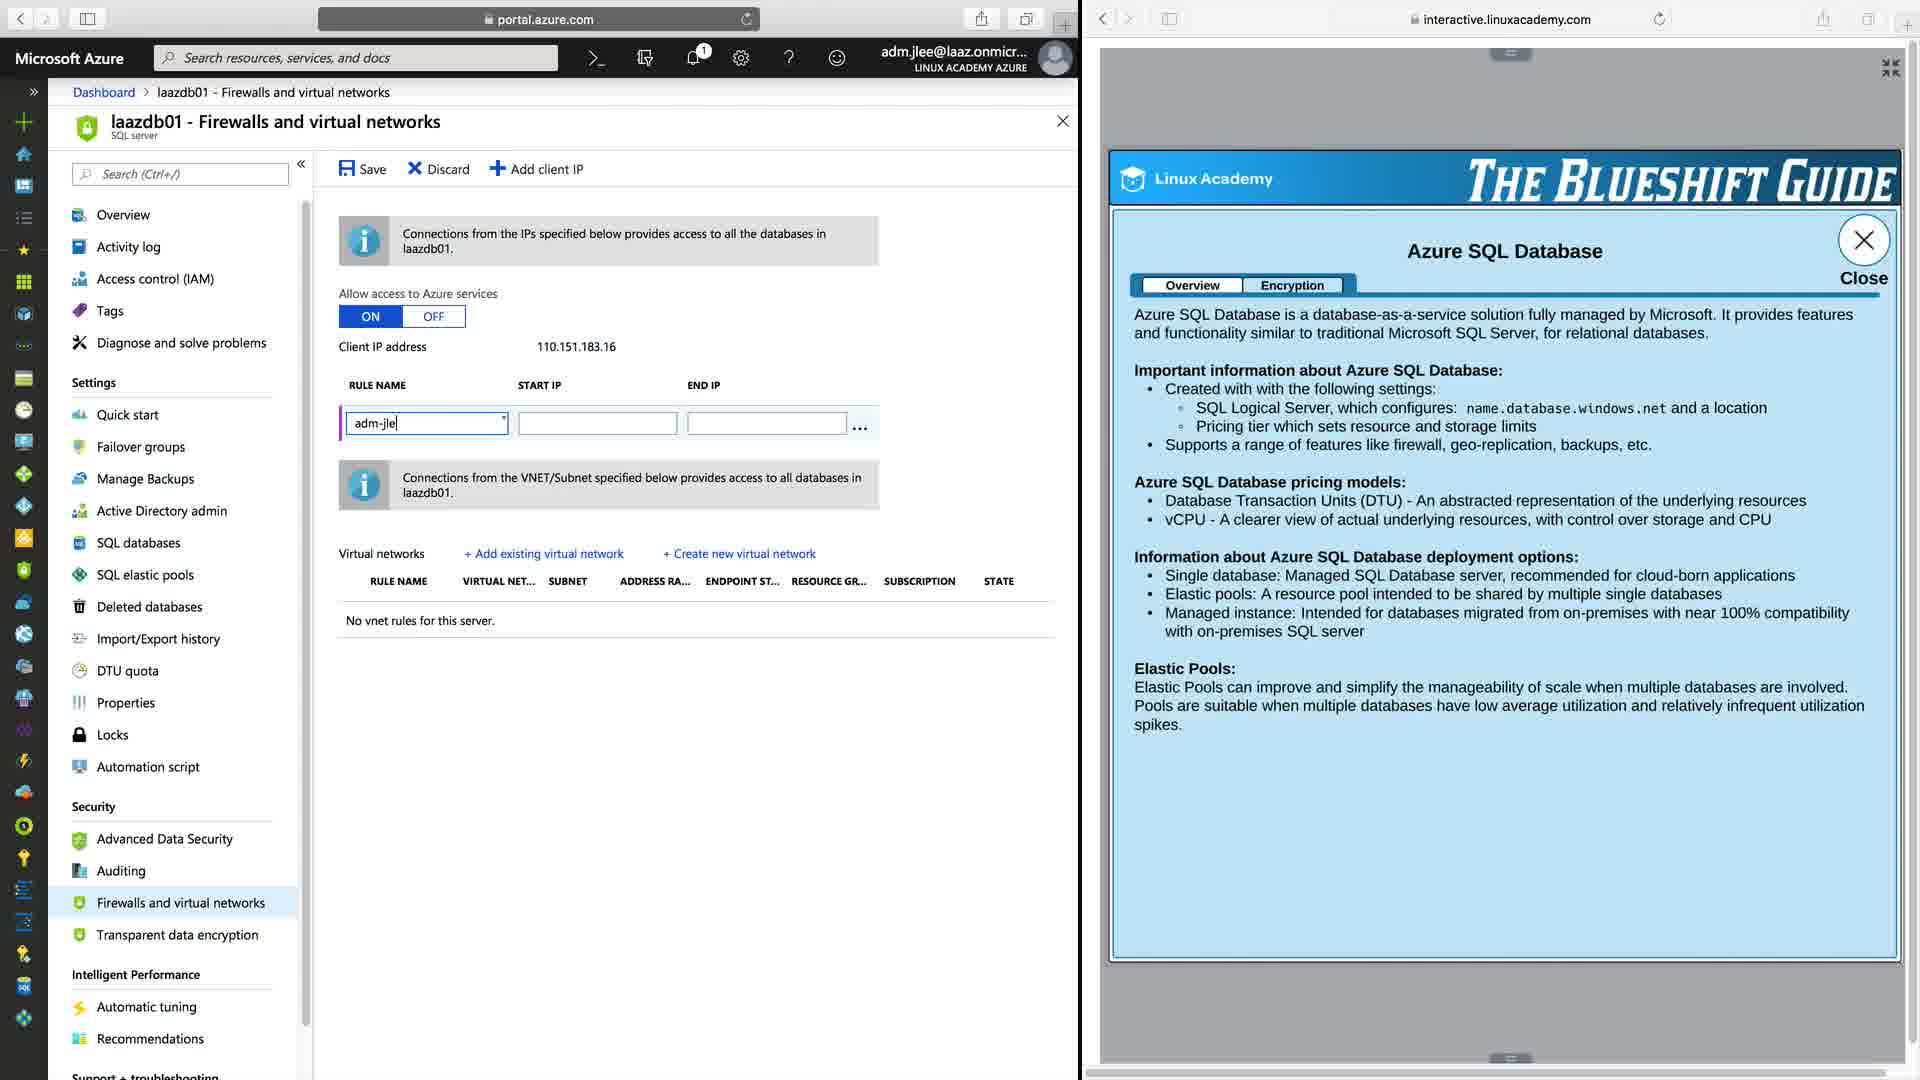 portal.azure.com
Microsoft Azure
Search resources, services, and docs
1
adm.jlee@laaz.onmicr...
LINUX ACADEMY AZURE
Dashboard > laazdb01 - Firewalls and virtual networks
laazdb01 - Firewalls and virtual networks
SQL server
Search (Ctrl+/)
Overview
Activity log
Access control (IAM)
Tags
Diagnose and solve problems
Settings
Quick start
Failover groups
Manage Backups
Active Directory admin
SQL databases
SQL elastic pools
Deleted databases
Import/Export history
DTU quota
Properties
Locks
Automation script
Security
Advanced Data Security
Auditing
Firewalls and virtual networks
Transparent data encryption
Intelligent Performance
Automatic tuning
Recommendations
Support + troubleshooting
Save Discard Add client IP
Connections from the IPs specified below provides access to all the databases in
laazdb01.
Allow access to Azure services
ON OFF
Client IP address 110.151.183.16
RULE NAME START IP END IP
adm-jle
...
Connections from the VNET/Subnet specified below provides access to all databases in
laazdb01.
Virtual networks + Add existing virtual network + Create new virtual network
RULE NAME VIRTUAL NET... SUBNET ADDRESS RA... ENDPOINT ST... RESOURCE GR... SUBSCRIPTION STATE
No vnet rules for this server.
interactive.linuxacademy.com
Linux Academy
THE BLUESHIFT GUIDE
Azure SQL Database
Close
Overview Encryption
Azure SQL Database is a database-as-a-service solution fully managed by Microsoft. It provides features
and functionality similar to traditional Microsoft SQL Server, for relational databases.
Important information about Azure SQL Database:
• Created with with the following settings:
◦ SQL Logical Server, which configures: name.database.windows.net and a location
◦ Pricing tier which sets resource and storage limits
• Supports a range of features like firewall, geo-replication, backups, etc.
Azure SQL Database pricing models:
• Database Transaction Units (DTU) - An abstracted representation of the underlying resources
• vCPU - A clearer view of actual underlying resources, with control over storage and CPU
Information about Azure SQL Database deployment options:
• Single database: Managed SQL Database server, recommended for cloud-born applications
• Elastic pools: A resource pool intended to be shared by multiple single databases
• Managed instance: Intended for databases migrated from on-premises with near 100% compatibility
with on-premises SQL server
Elastic Pools:
Elastic Pools can improve and simplify the manageability of scale when multiple databases are involved.
Pools are suitable when multiple databases have low average utilization and relatively infrequent utilization
spikes.